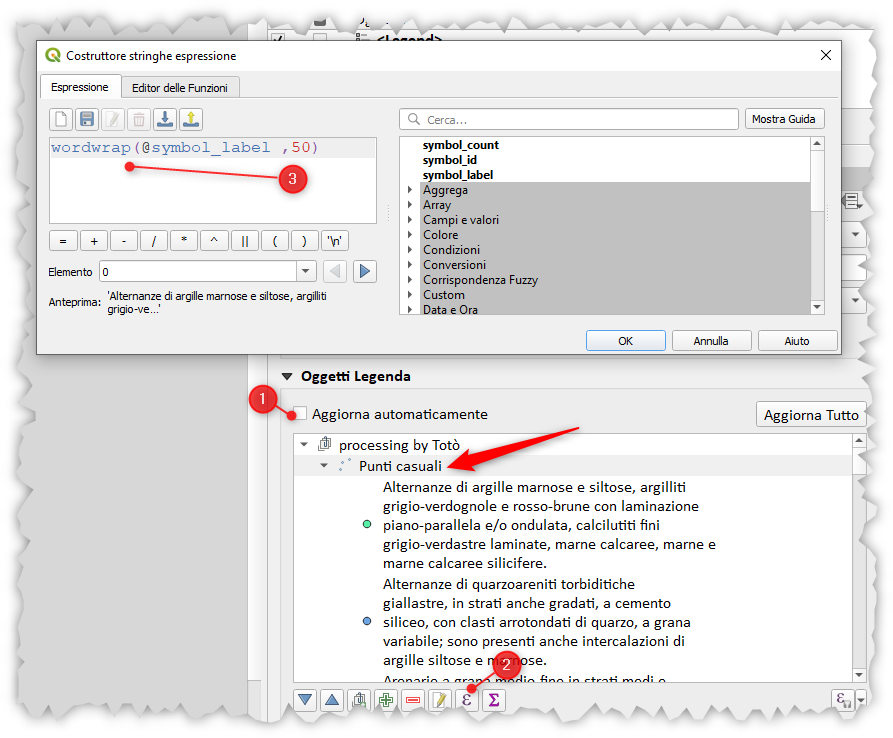 <Legend>
Costruttore stringhe espressione
Espressione
Editor delle Funzioni
wordwrap(@symbol_label ,50)
3
= + - / * ^ || ( ) '\n'
Elemento 0
Anteprima: 'Alternanze di argille marnose e siltose, argilliti
grigio-ve...'
Cerca...
Mostra Guida
symbol_count
symbol_id
symbol_label
Aggrega
Array
Campi e valori
Colore
Condizioni
Conversioni
Corrispondenza Fuzzy
Custom
Data e Ora
OK
Annulla
Aiuto
Oggetti Legenda
1
Aggiorna automaticamente
Aggiorna Tutto
processing by Totò
Punti casuali
Alternanze di argille marnose e siltose, argilliti
grigio-verdognole e rosso-brune con laminazione
piano-parallela e/o ondulata, calcilutiti fini
grigio-verdastre laminate, marne calcaree, marne e
marne calcaree silicifere.
Alternanze di quarzoareniti torbiditiche
giallastre, in strati anche gradati, a cemento
siliceo, con clasti arrotondati di quarzo, a grana
variabile; sono presenti anche intercalazioni di
argille siltose e marnose.
Arenarie a grana medio-fine in strati medi e
2
ε Σ
ε